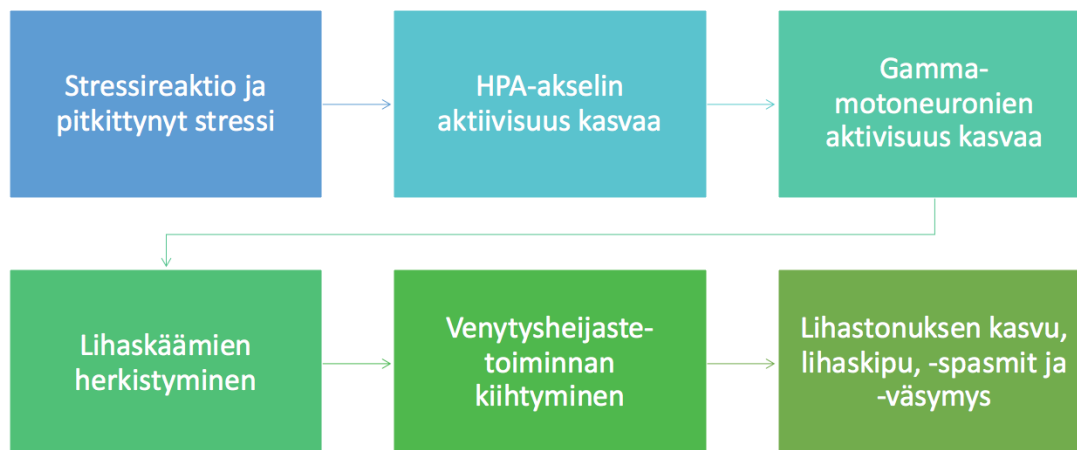 Stressireaktio ja
pitkittynyt stressi
HPA-akselin
aktiivisuus kasvaa
Gamma-
motoneuronien
aktivisuus kasvaa
Lihaskäämien
herkistyminen
Venytysheijaste-
toiminnan
kiihtyminen
Lihastonuksen kasvu,
lihaskipu, -spasmit ja
-väsymys